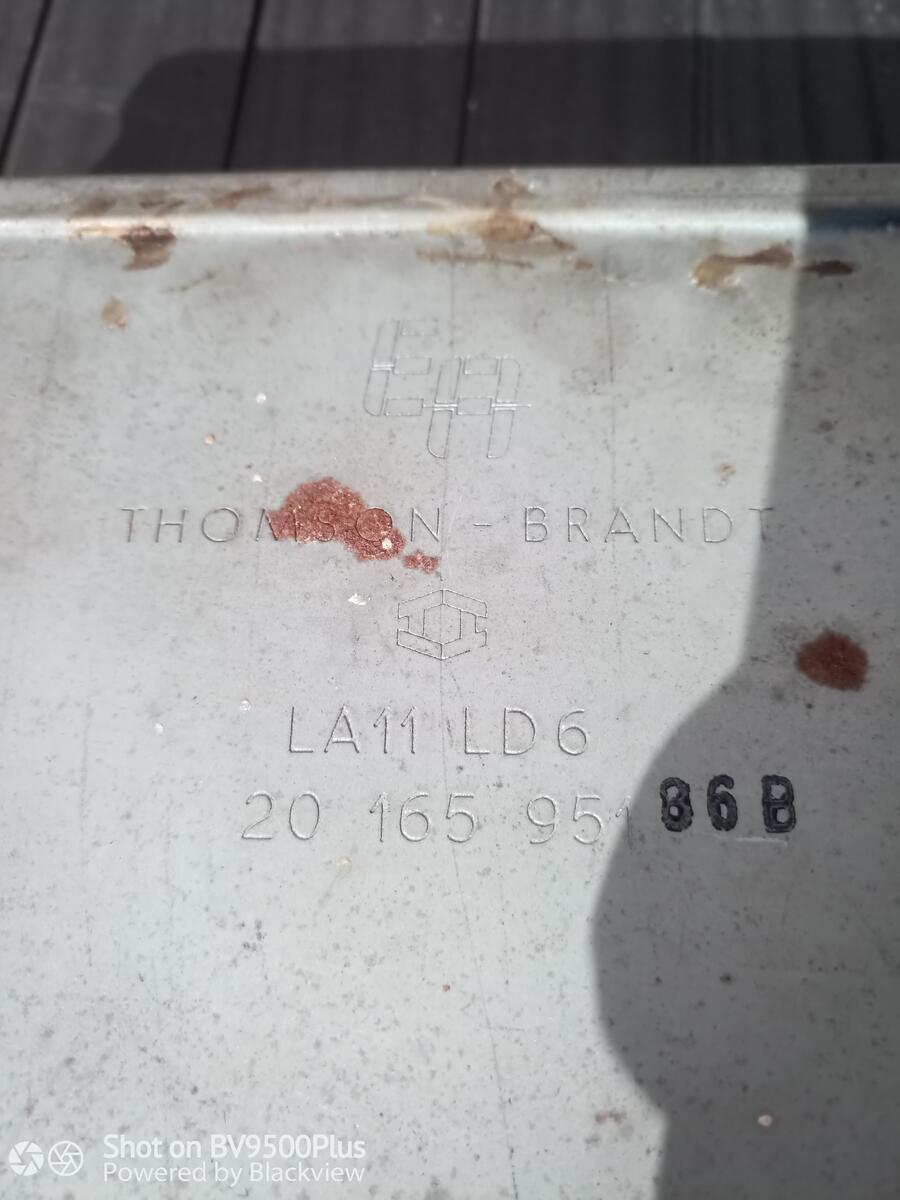 THOMSON - BRANDT
LA11 LD6
20 165 951 86B
Shot on BV9500Plus
Powered by Blackview